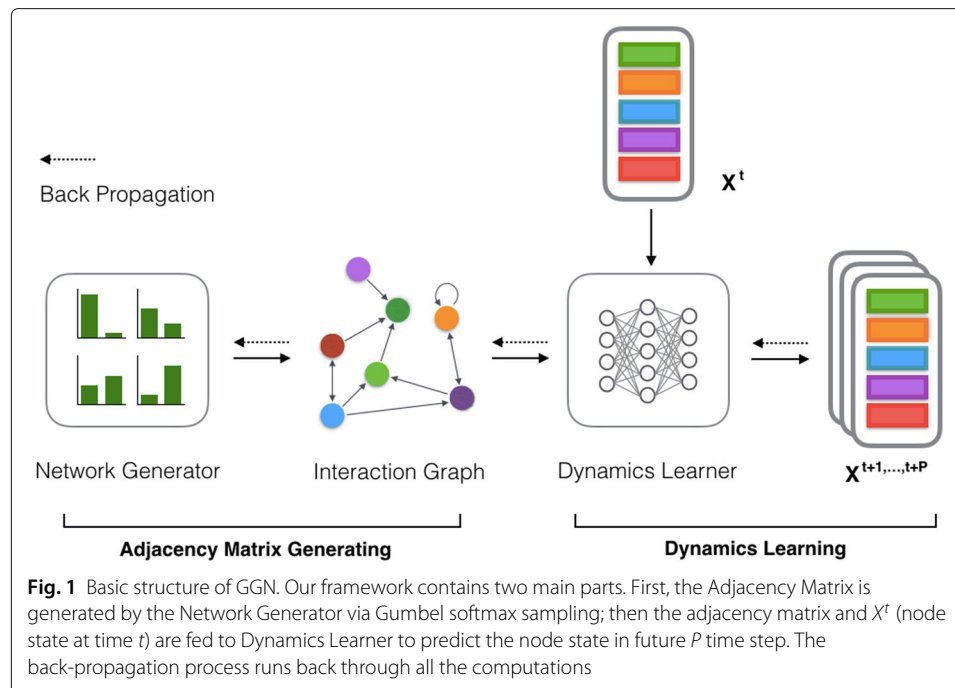 X^t
Back Propagation
Network Generator
Interaction Graph
Dynamics Learner
X^t+1,...,t+P
Adjacency Matrix Generating
Dynamics Learning
Fig. 1 Basic structure of GGN. Our framework contains two main parts. First, the Adjacency Matrix is
generated by the Network Generator via Gumbel softmax sampling; then the adjacency matrix and X^t (node
state at time t) are fed to Dynamics Learner to predict the node state in future P time step. The
back-propagation process runs back through all the computations